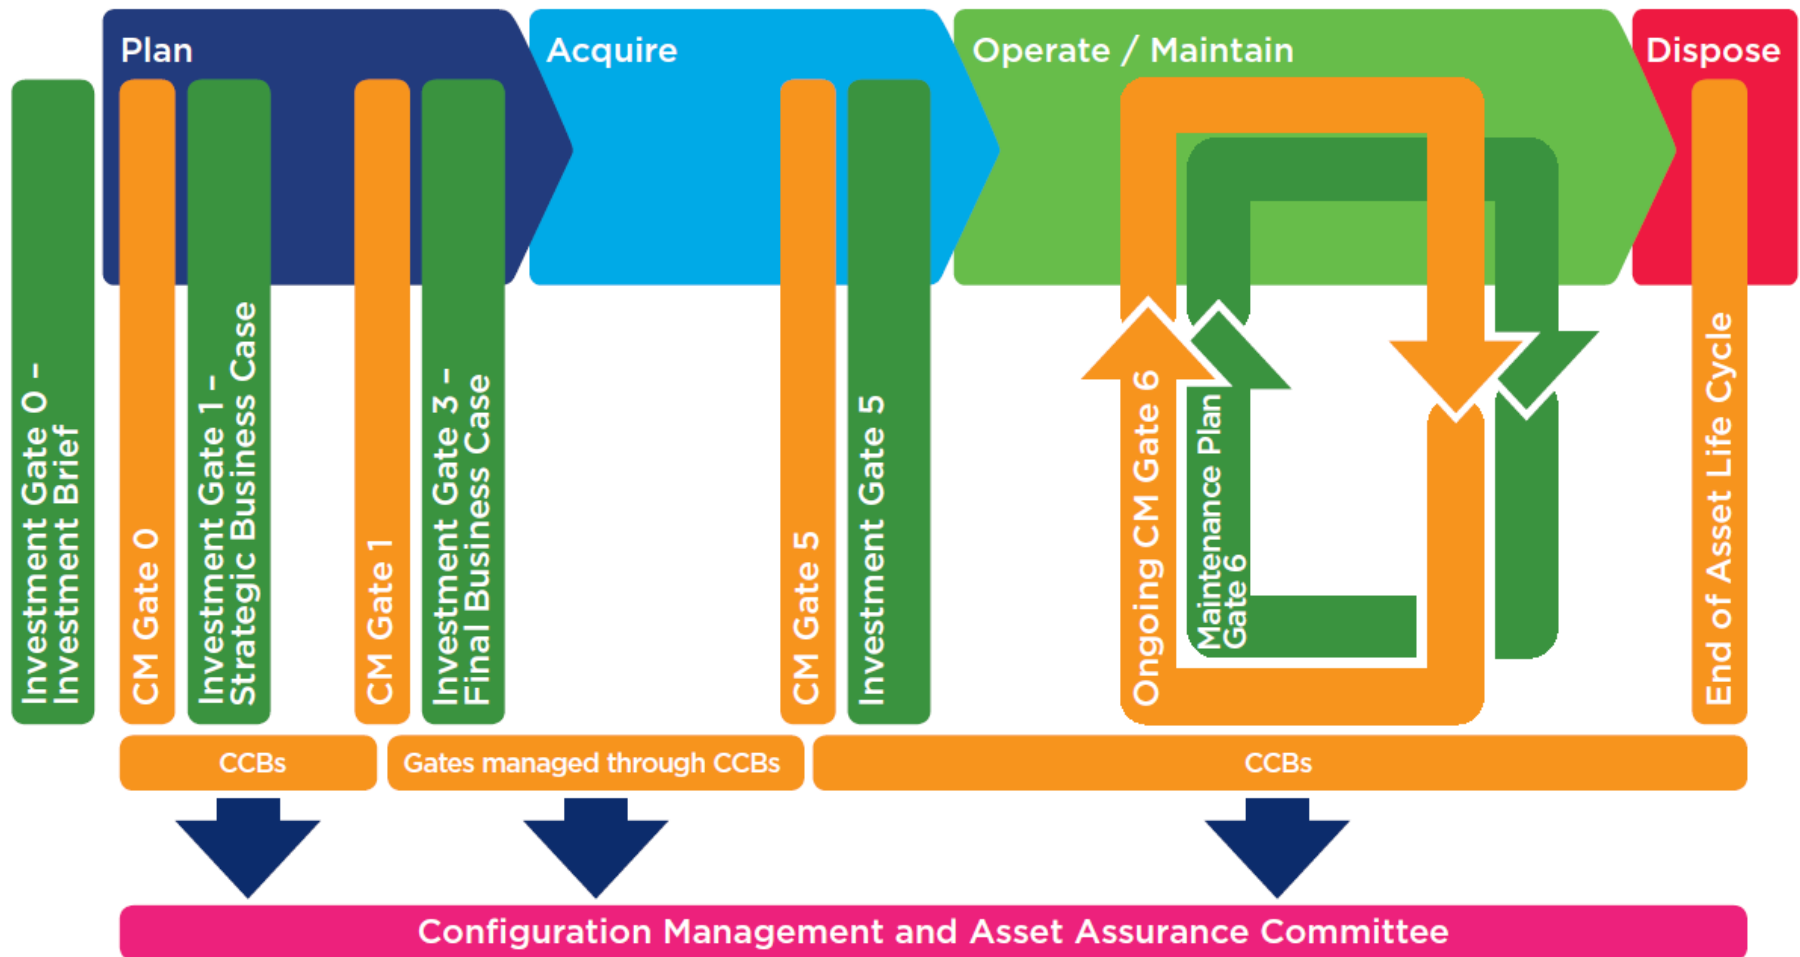 Plan
Acquire
Operate / Maintain
Dispose
Investment Gate 0 –
Investment Brief
CM Gate 0
Investment Gate 1 –
Strategic Business Case
CM Gate 1
Investment Gate 3 –
Final Business Case
CM Gate 5
Investment Gate 5
Ongoing CM Gate 6
Maintenance Plan
Gate 6
End of Asset Life Cycle
CCBs
Gates managed through CCBs
CCBs
Configuration Management and Asset Assurance Committee